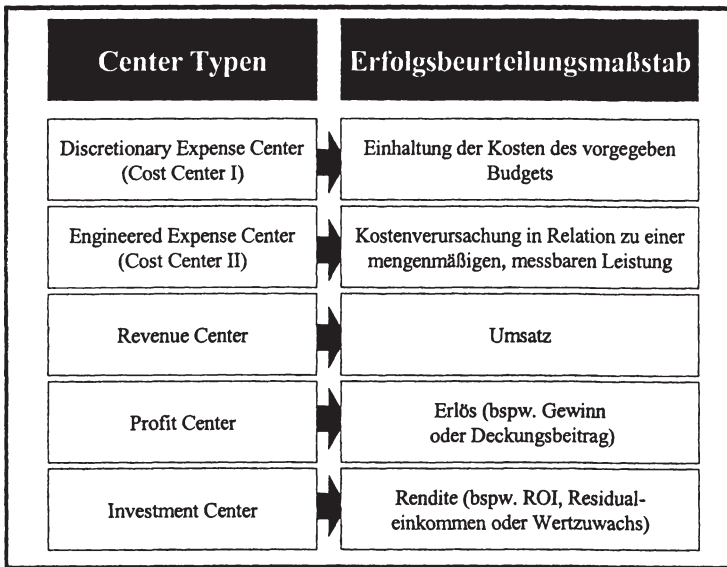 Center Typen
Erfolgsbeurteilungsmaßstab
Discretionary Expense Center
(Cost Center I)
Einhaltung der Kosten des vorgegeben
Budgets
Engineered Expense Center
(Cost Center II)
Kostenverursachung in Relation zu einer
mengenmäßigen, messbaren Leistung
Revenue Center
Umsatz
Profit Center
Erlös (bspw. Gewinn
oder Deckungsbeitrag)
Investment Center
Rendite (bspw. ROI, Residual-
einkommen oder Wertzuwachs)